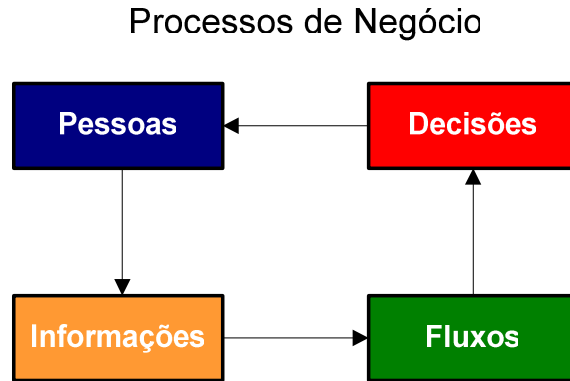 Processos de Negócio
Pessoas
Decisões
Informações
Fluxos